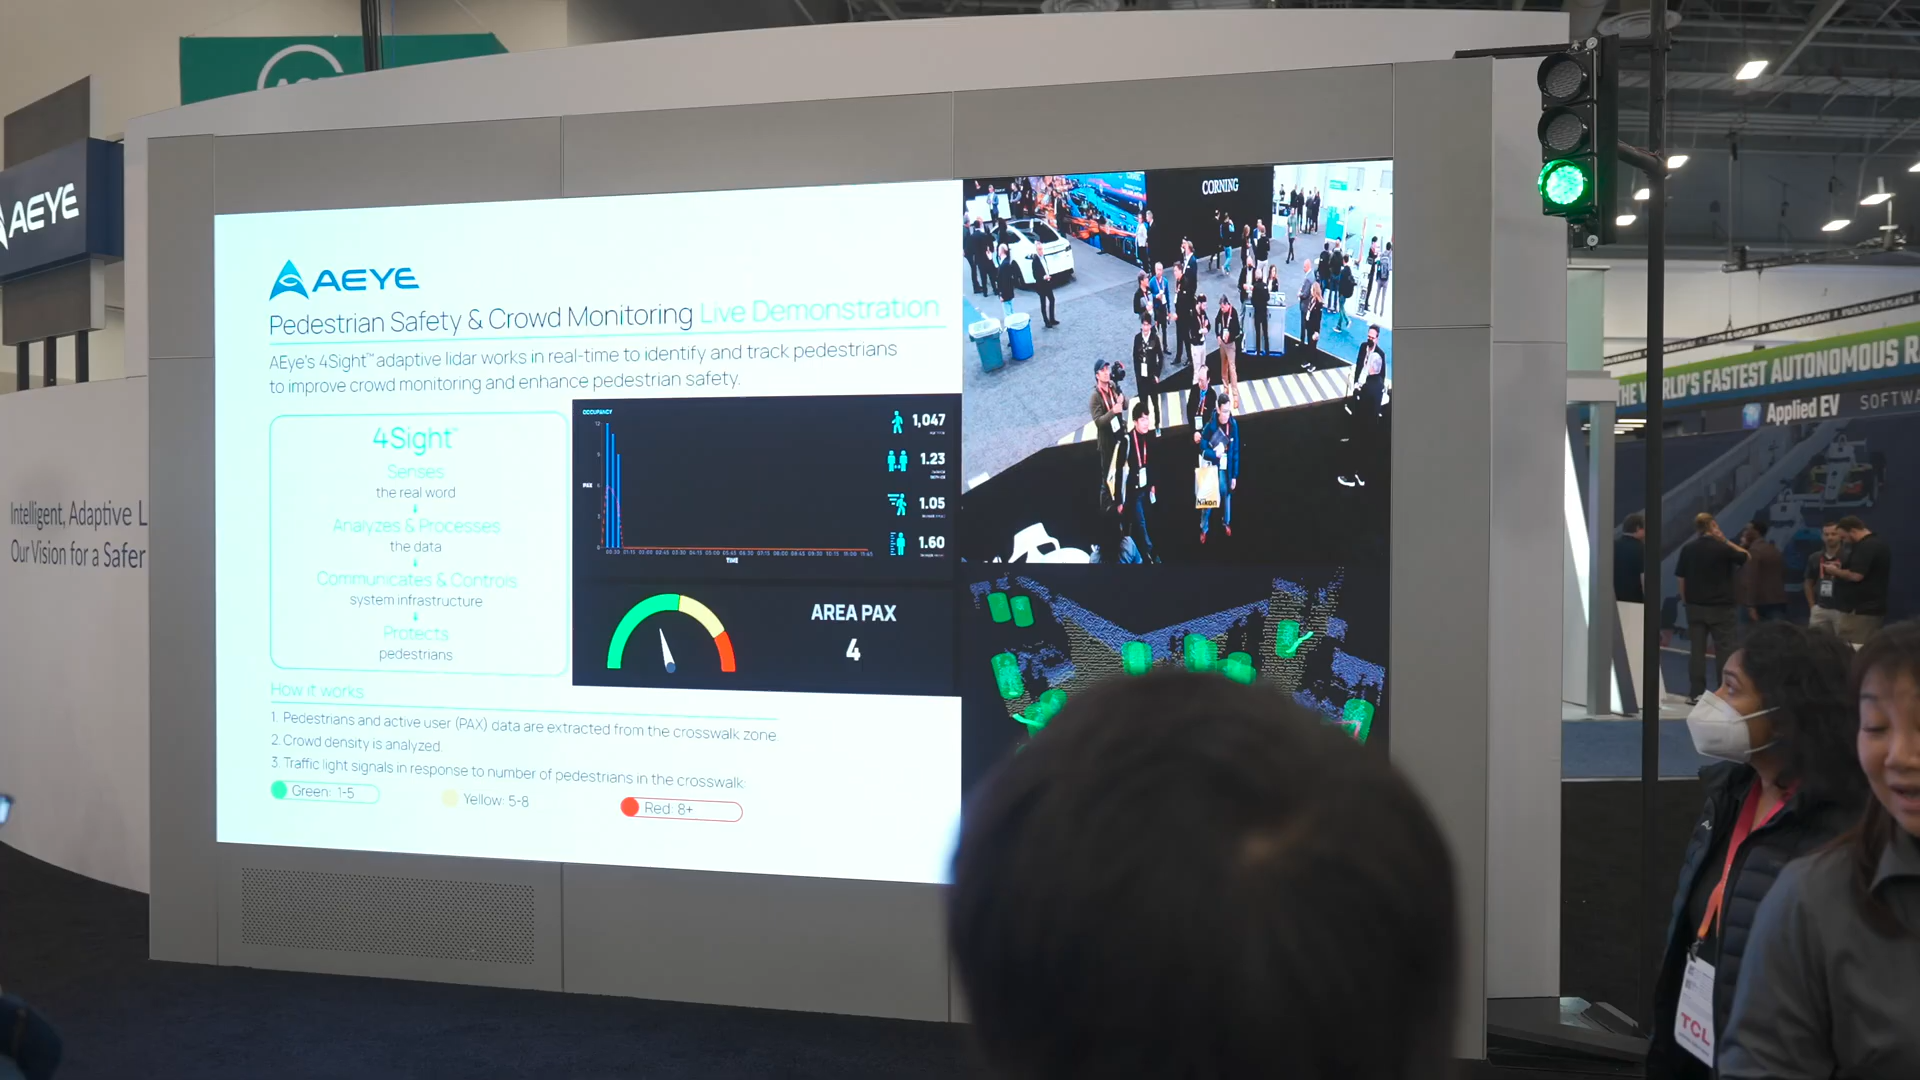 AEYE
Intelligent, Adaptive L
Our Vision for a Safer
AEYE
Pedestrian Safety & Crowd Monitoring Live Demonstration
AEye's 4Sight™ adaptive lidar works in real-time to identify and track pedestrians
to improve crowd monitoring and enhance pedestrian safety.
4Sight™
Senses
the real word
Analyzes & Processes
the data
Communicates & Controls
system infrastructure
Protects
pedestrians
OCCUPANCY
PAX
TIME
1,047
1.23
1.05
1.60
AREA PAX
4
How it works
1. Pedestrians and active user (PAX) data are extracted from the crosswalk zone.
2. Crowd density is analyzed.
3. Traffic light signals in response to number of pedestrians in the crosswalk:
Green: 1-5
Yellow: 5-8
Red: 8+
CORNING
Nikon
THE WORLD'S FASTEST AUTONOMOUS R
Applied EV
SOFTWA
TCL